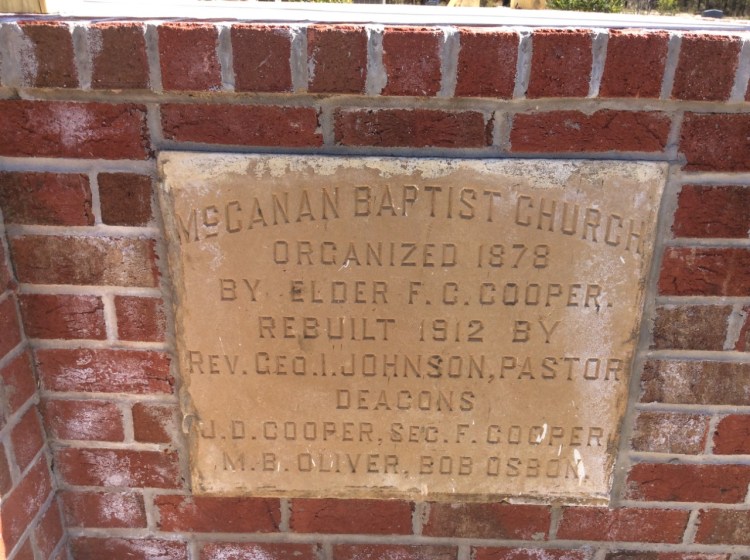 McCANAN BAPTIST CHURCH
ORGANIZED 1878
BY ELDER F.C. COOPER.
REBUILT 1912 BY
REV. GEO. I. JOHNSON, PASTOR
DEACONS
J.D. COOPER, SEC. F. COOPER
M.B. OLIVER. BOB OSBON.